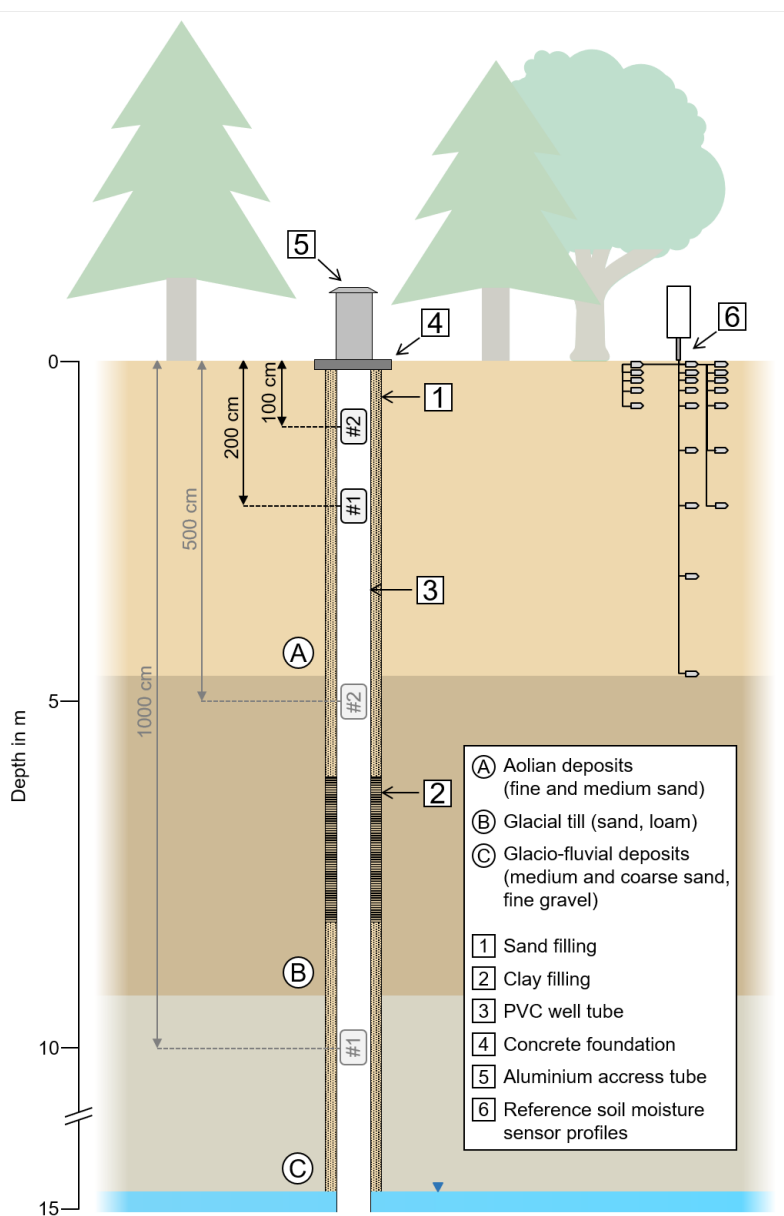 5
4
6
0
100 cm
1
200 cm
#2
#1
500 cm
3
A
1000 cm
5
#2
Depth in m
2
B
10
#1
C
15
A Aolian deposits
(fine and medium sand)
B Glacial till (sand, loam)
C Glacio-fluvial deposits
(medium and coarse sand,
fine gravel)
1 Sand filling
2 Clay filling
3 PVC well tube
4 Concrete foundation
5 Aluminium accress tube
6 Reference soil moisture
sensor profiles